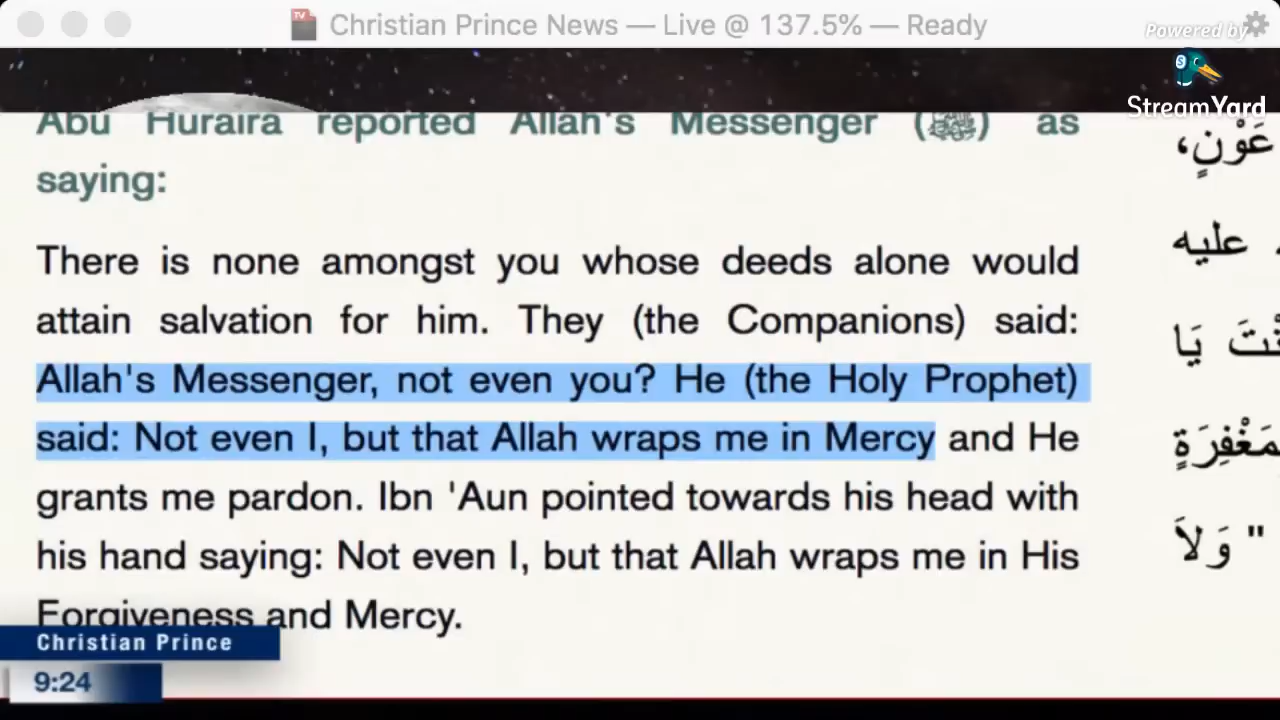 Christian Prince News — Live @ 137.5% — Ready
Powered by
StreamYard
Abu Huraira reported Allah's Messenger (ﷺ) as
saying:
There is none amongst you whose deeds alone would
attain salvation for him. They (the Companions) said:
Allah's Messenger, not even you? He (the Holy Prophet)
said: Not even I, but that Allah wraps me in Mercy and He
grants me pardon. Ibn 'Aun pointed towards his head with
his hand saying: Not even I, but that Allah wraps me in His
Forgiveness and Mercy.
عَوْنٍ،
عليه
يَا
" وَلاَ
Christian Prince
9:24